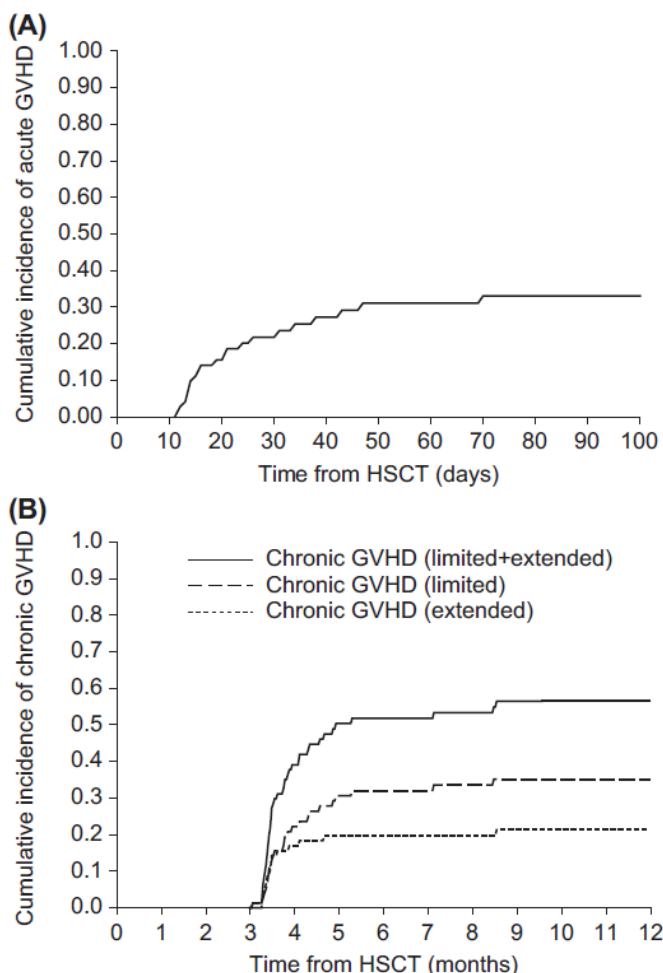 (A)
Cumulative incidence of acute GVHD
1.00
0.90
0.80
0.70
0.60
0.50
0.40
0.30
0.20
0.10
0.00
0 10 20 30 40 50 60 70 80 90 100
Time from HSCT (days)
(B)
Cumulative incidence of chronic GVHD
1.0
0.9
0.8
0.7
0.6
0.5
0.4
0.3
0.2
0.1
0.0
Chronic GVHD (limited+extended)
Chronic GVHD (limited)
Chronic GVHD (extended)
0 1 2 3 4 5 6 7 8 9 10 11 12
Time from HSCT (months)